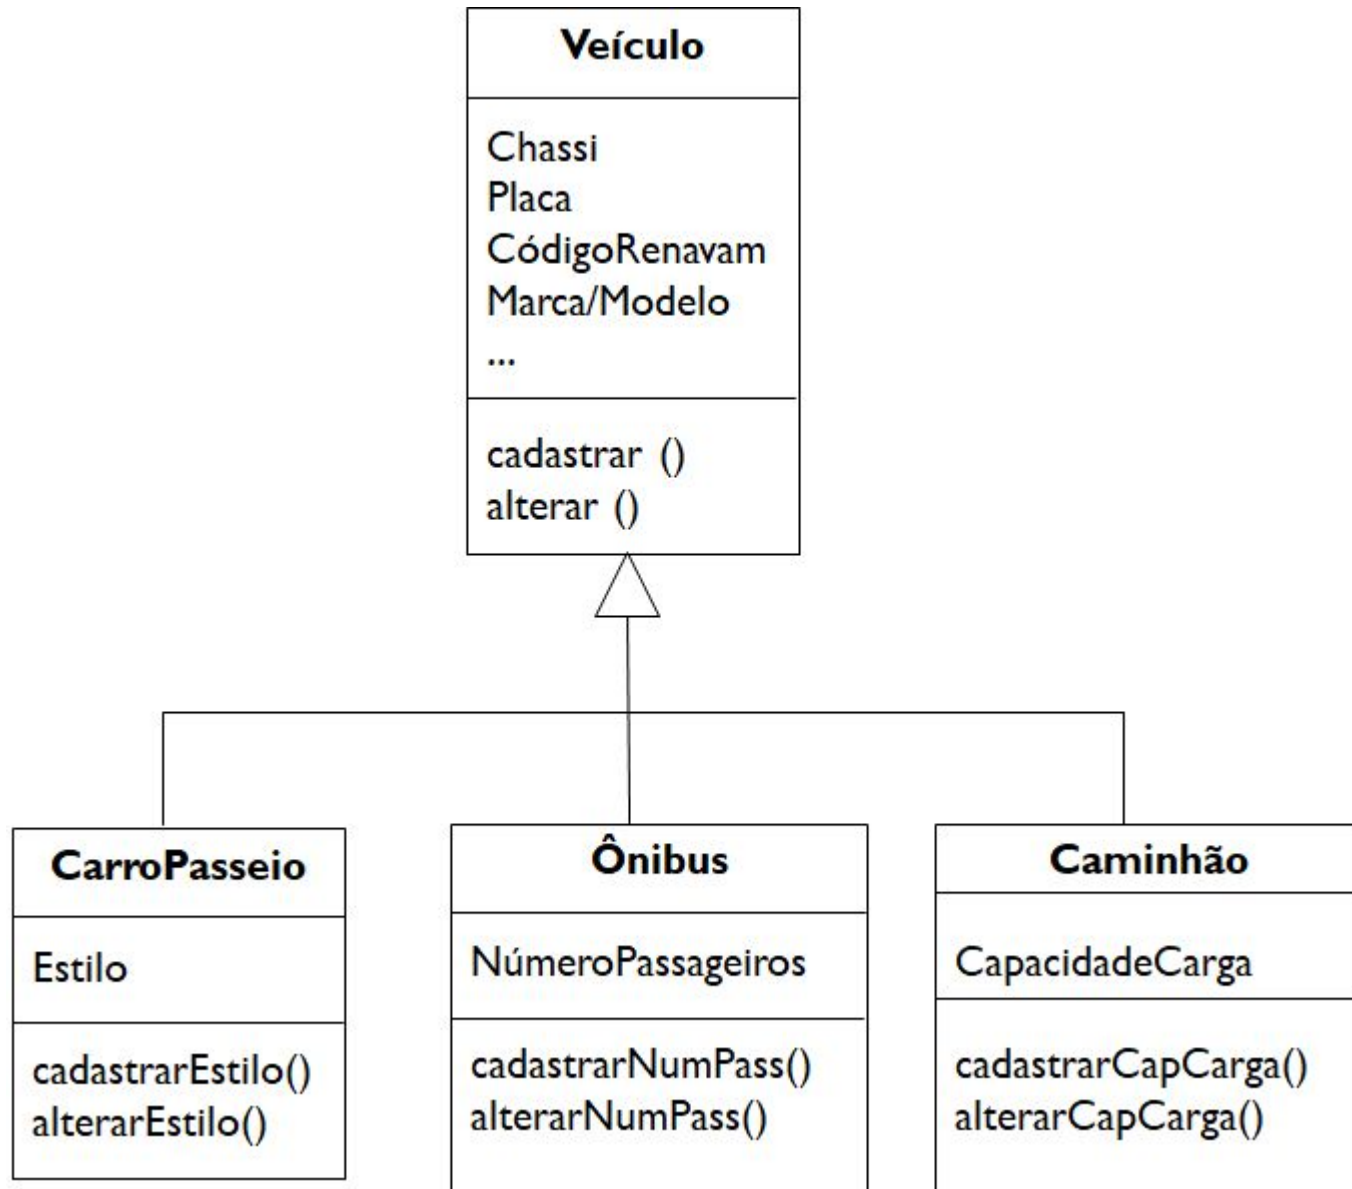 Veículo
Chassi
Placa
CódigoRenavam
Marca/Modelo
...
cadastrar ()
alterar ()
CarroPasseio
Estilo
cadastrarEstilo()
alterarEstilo()
Ônibus
NúmeroPassageiros
cadastrarNumPass()
alterarNumPass()
Caminhão
CapacidadeCarga
cadastrarCapCarga()
alterarCapCarga()